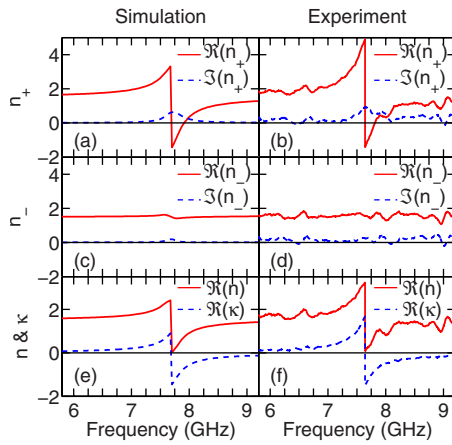 Simulation Experiment
n₊ 4 2 0 −2 ℜ(n₊) ℑ(n₊) (a) ℜ(n₊) ℑ(n₊) (b)
n₋ 4 2 0 ℜ(n₋) ℑ(n₋) (c) ℜ(n₋) ℑ(n₋) (d)
n & κ −2 2 0 −2 ℜ(n) ℜ(κ) (e) ℜ(n) ℜ(κ) (f)
6 7 8 9 6 7 8 9
Frequency (GHz) Frequency (GHz)